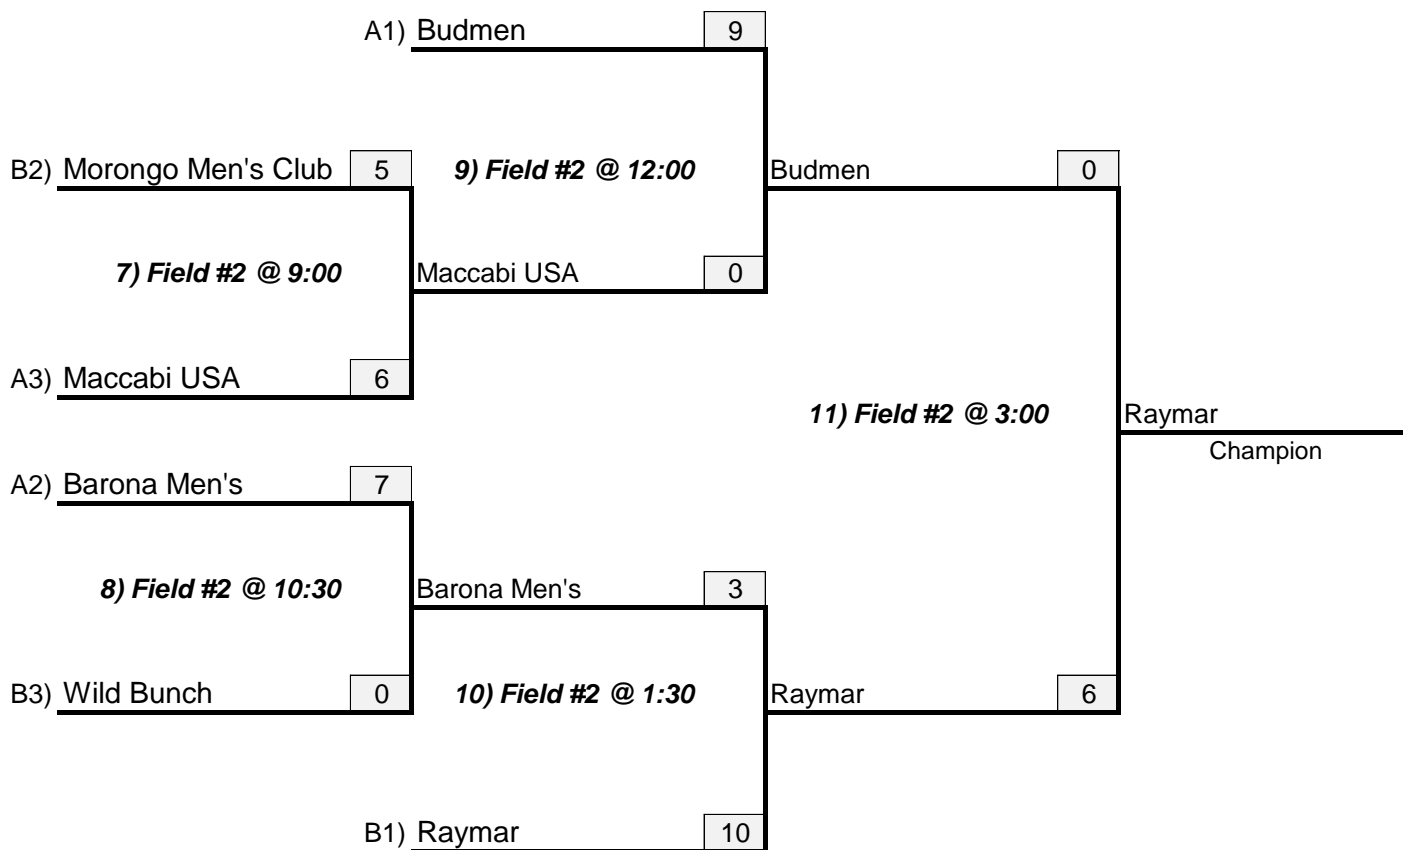 A1) Budmen 9
B2) Morongo Men's Club 5 9) Field #2 @ 12:00 Budmen 0
7) Field #2 @ 9:00 Maccabi USA 0
A3) Maccabi USA 6
11) Field #2 @ 3:00 Raymar
Champion
A2) Barona Men's 7
8) Field #2 @ 10:30 Barona Men's 3
B3) Wild Bunch 0 10) Field #2 @ 1:30 Raymar 6
B1) Raymar 10